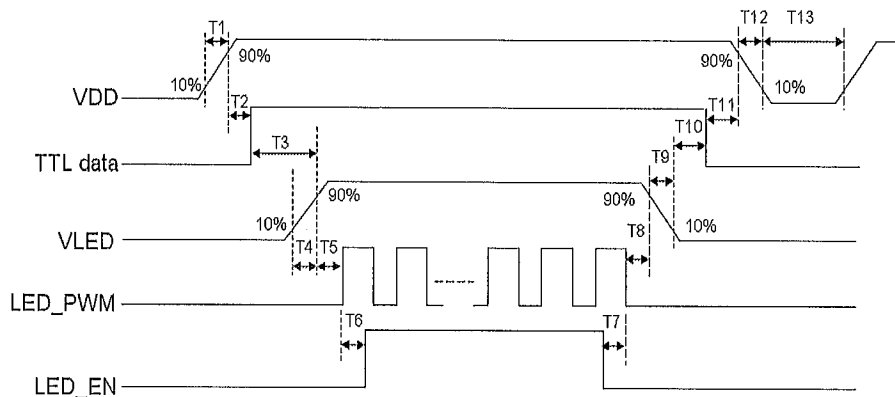 T1
T12
T13
90%
90%
10%
10%
VDD
T2
T11
T10
T3
TTL data
T9
90%
90%
10%
10%
VLED
T4
T5
T8
LED_PWM
T6
T7
LED_EN